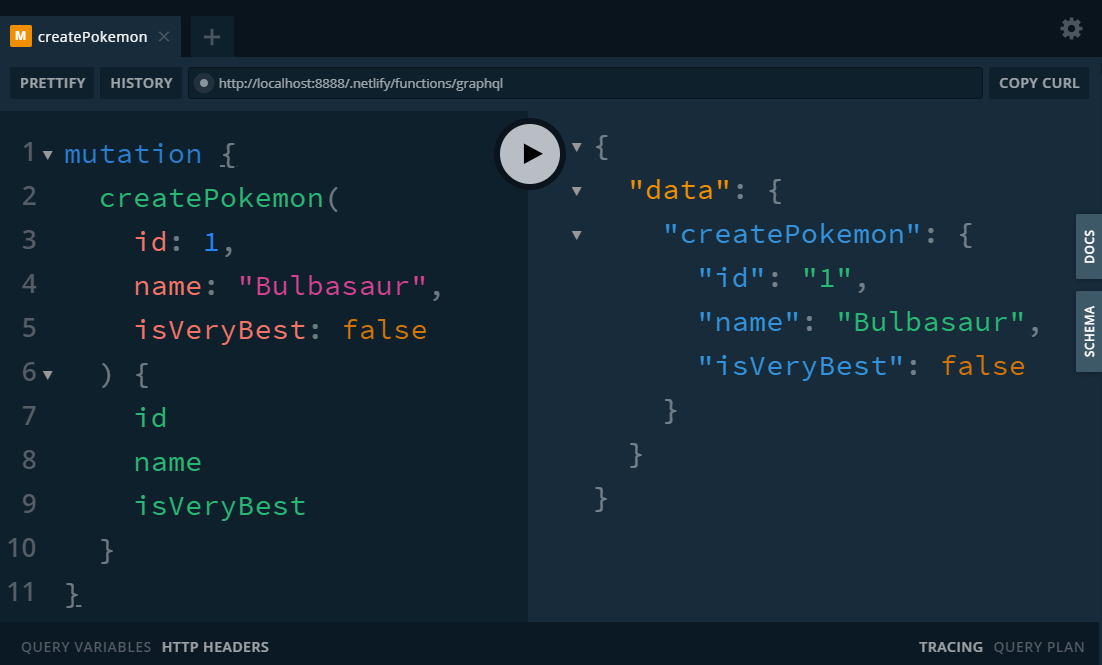 M createPokemon × +
PRETTIFY HISTORY http://localhost:8888/.netlify/functions/graphql COPY CURL
1 mutation {
2 createPokemon(
3 id: 1,
4 name: "Bulbasaur",
5 isVeryBest: false
6 ) {
7 id
8 name
9 isVeryBest
10 }
11 }
{
"data": {
"createPokemon": {
"id": "1",
"name": "Bulbasaur",
"isVeryBest": false
}
}
}
DOCS
SCHEMA
QUERY VARIABLES HTTP HEADERS
TRACING QUERY PLAN